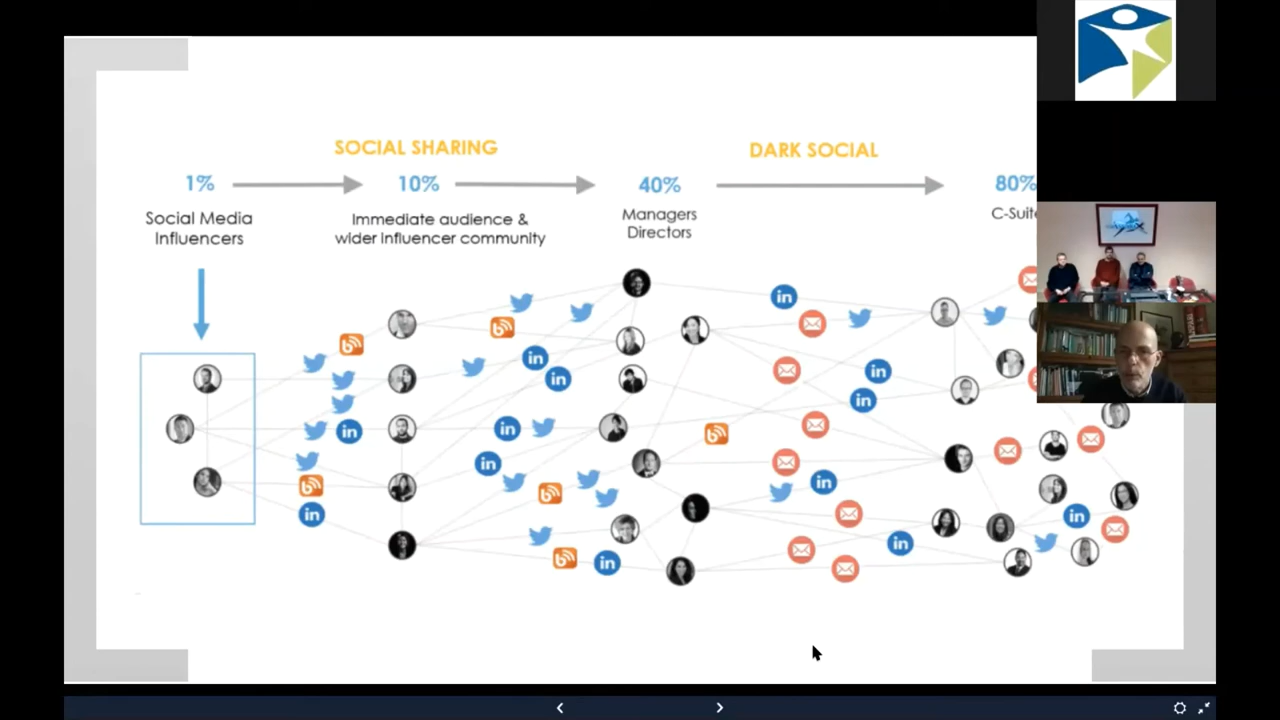 SOCIAL SHARING
DARK SOCIAL
1%
10%
40%
80%
Social Media
Influencers
Immediate audience &
wider influencer community
Managers
Directors
C-Suite